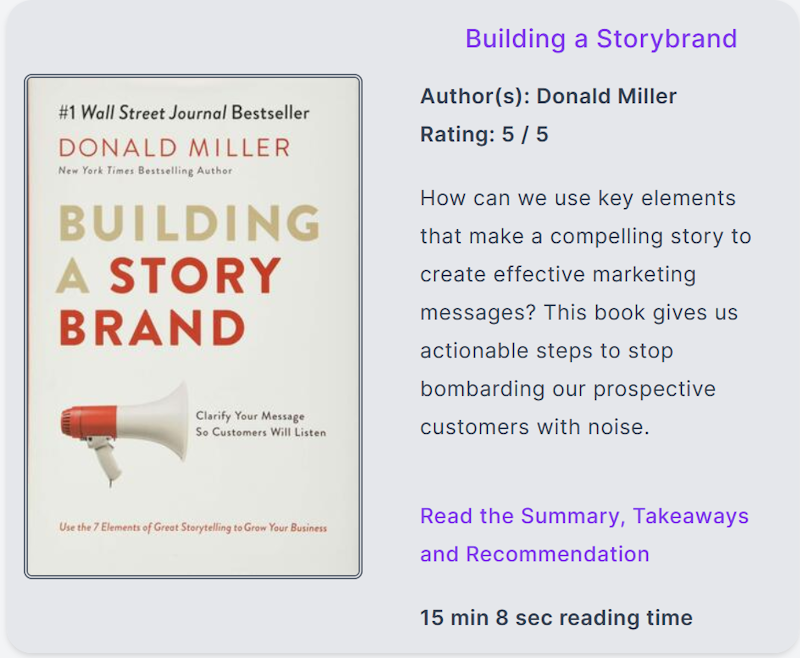 Building a Storybrand
#1 Wall Street Journal Bestseller
DONALD MILLER
New York Times Bestselling Author
BUILDING
A STORY
BRAND
Clarify Your Message
So Customers Will Listen
Use the 7 Elements of Great Storytelling to Grow Your Business
Author(s): Donald Miller
Rating: 5 / 5
How can we use key elements
that make a compelling story to
create effective marketing
messages? This book gives us
actionable steps to stop
bombarding our prospective
customers with noise.
Read the Summary, Takeaways
and Recommendation
15 min 8 sec reading time